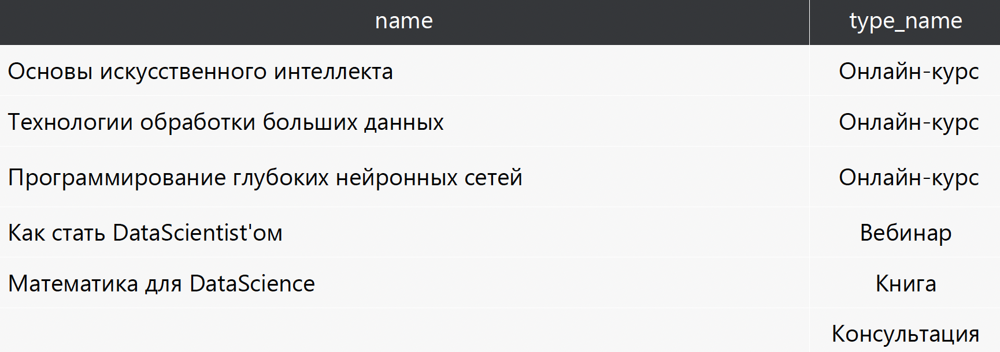 name type_name
Основы искусственного интеллекта Онлайн-курс
Технологии обработки больших данных Онлайн-курс
Программирование глубоких нейронных сетей Онлайн-курс
Как стать DataScientist'ом Вебинар
Математика для DataScience Книга
Консультация